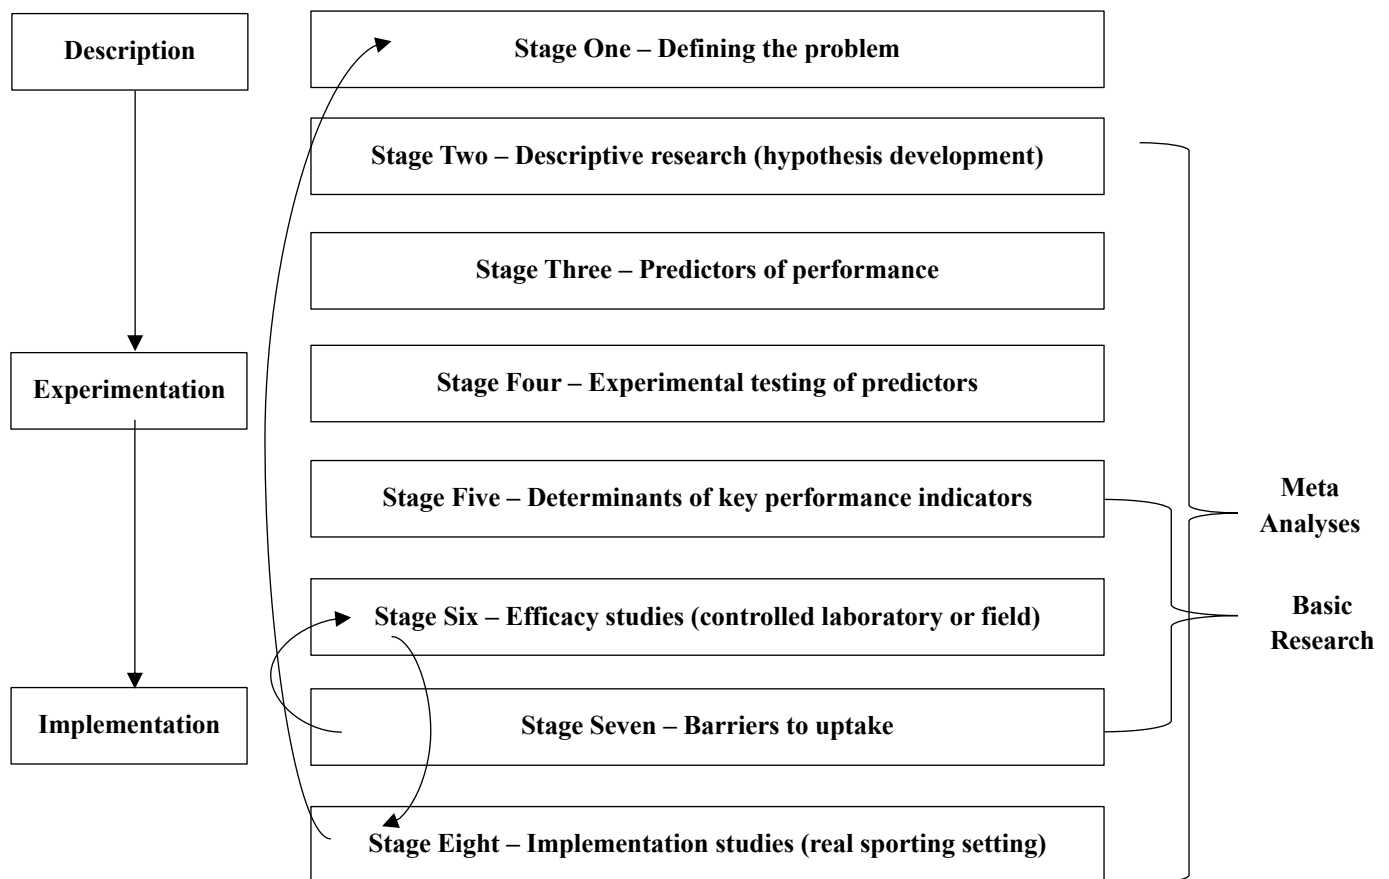 Description
Stage One – Defining the problem
Stage Two – Descriptive research (hypothesis development)
Stage Three – Predictors of performance
Experimentation
Stage Four – Experimental testing of predictors
Stage Five – Determinants of key performance indicators
Meta
Analyses
Stage Six – Efficacy studies (controlled laboratory or field)
Basic
Research
Implementation
Stage Seven – Barriers to uptake
Stage Eight – Implementation studies (real sporting setting)